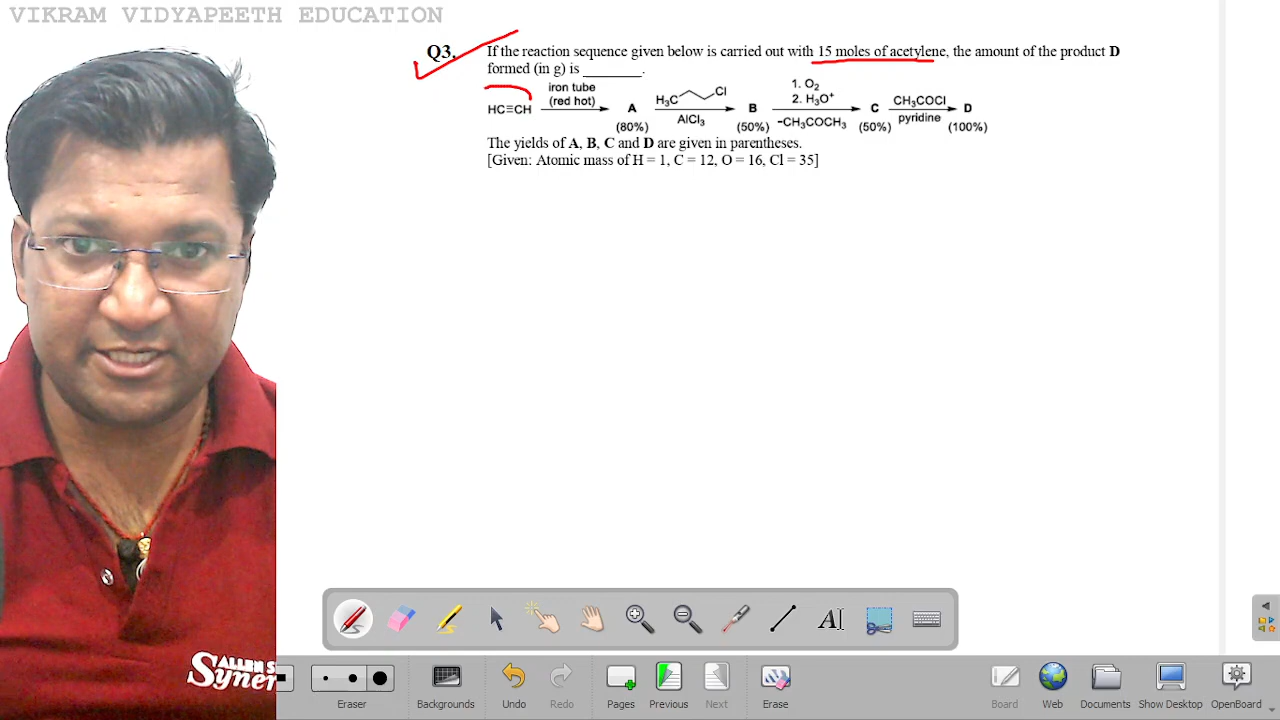 VIKRAM VIDYAPEETH EDUCATION
Q3. If the reaction sequence given below is carried out with 15 moles of acetylene, the amount of the product D
formed (in g) is _______.
HC≡CH iron tube (red hot) A (80%) H₃C Cl AlCl₃ B (50%) 1. O₂ 2. H₃O⁺ -CH₃COCH₃ C (50%) CH₃COCl pyridine D (100%)
The yields of A, B, C and D are given in parentheses.
[Given: Atomic mass of H = 1, C = 12, O = 16, Cl = 35]
ALLEN S
Syner
Eraser
Backgrounds
Undo
Redo
Pages
Previous
Next
Erase
Board
Web
Documents
Show Desktop
OpenBoard